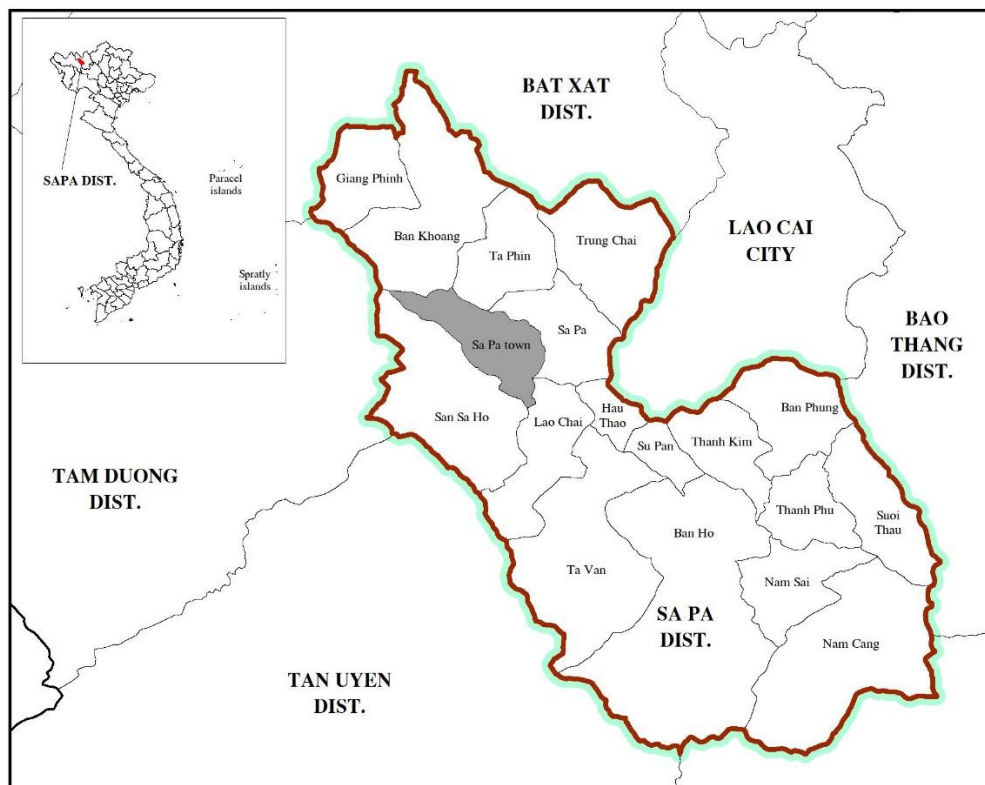 BAT XAT
DIST.
SAPA DIST.
Paracel
islands
Giang Phinh
Ban Khoang
Trung Chai
LAO CAI
CITY
Ta Phin
Spratly
islands
BAO
THANG
DIST.
Sa Pa town
Sa Pa
San Sa Ho
Lao Chai
Hau
Thao
Ban Phung
Su Pan
Thanh Kim
TAM DUONG
DIST.
Thanh Phu
Suoi
Thau
Ban Ho
Ta Van
Nam Sai
SA PA
DIST.
Nam Cang
TAN UYEN
DIST.